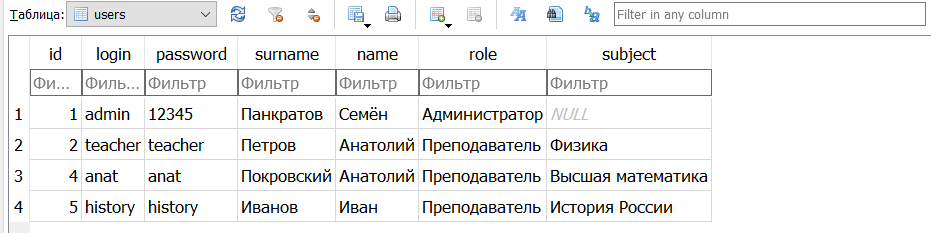 Таблица: users Filter in any column
id login password surname name role subject
Фи... Филь... Фильтр Фильтр Фильтр Фильтр Фильтр
1 1 admin 12345 Панкратов Семён Администратор NULL
2 2 teacher teacher Петров Анатолий Преподаватель Физика
3 4 anat anat Покровский Анатолий Преподаватель Высшая математика
4 5 history history Иванов Иван Преподаватель История России